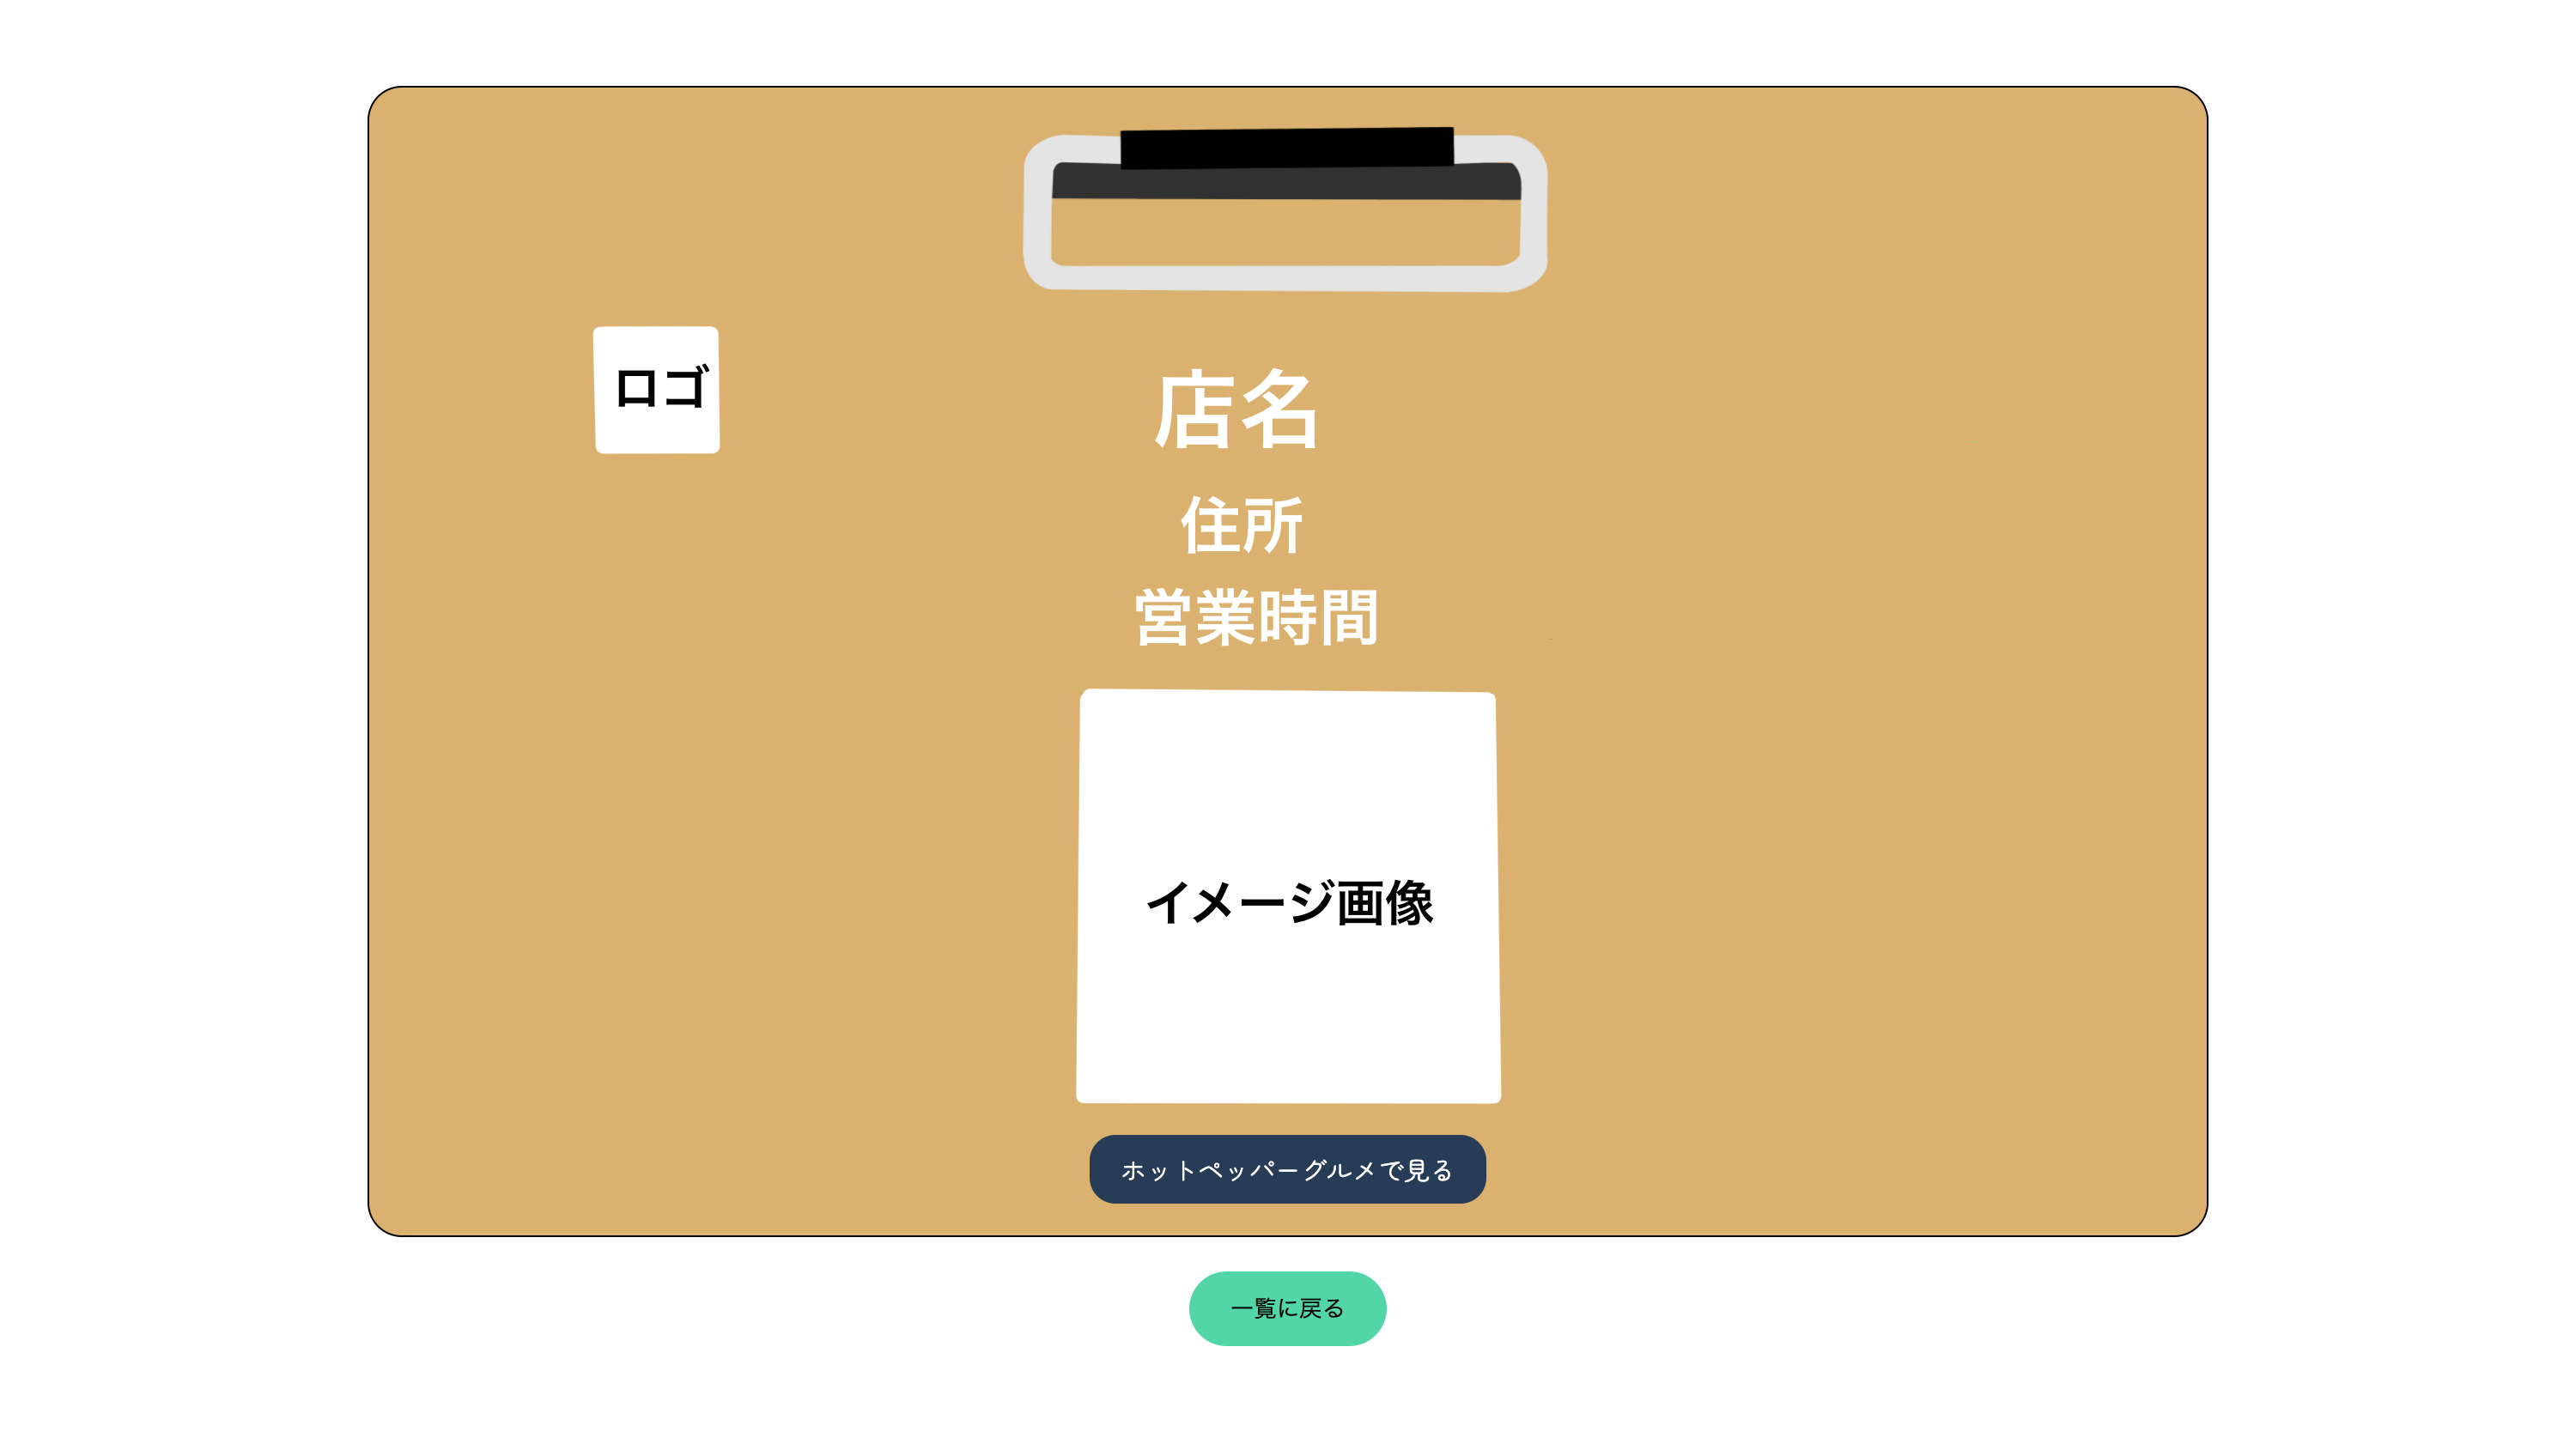 ロゴ
店名
住所
営業時間
イメージ画像
ホットペッパーグルメで見る
一覧に戻る